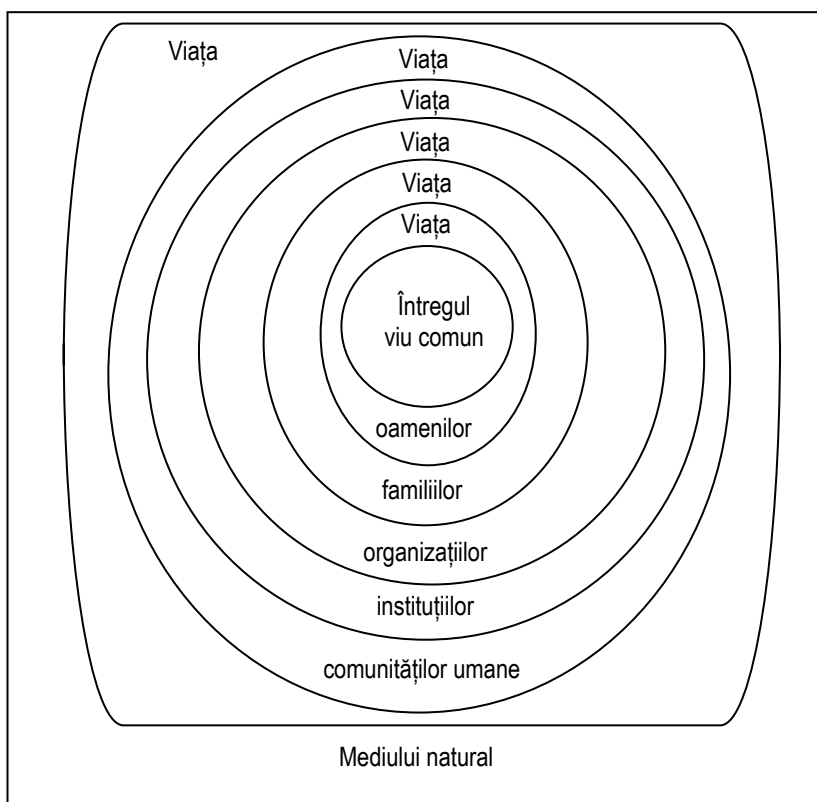 Viața
Viața
Viața
Viața
Viața
Viața
Întregul
viu comun
oamenilor
familiilor
organizațiilor
instituțiilor
comunităților umane
Mediului natural